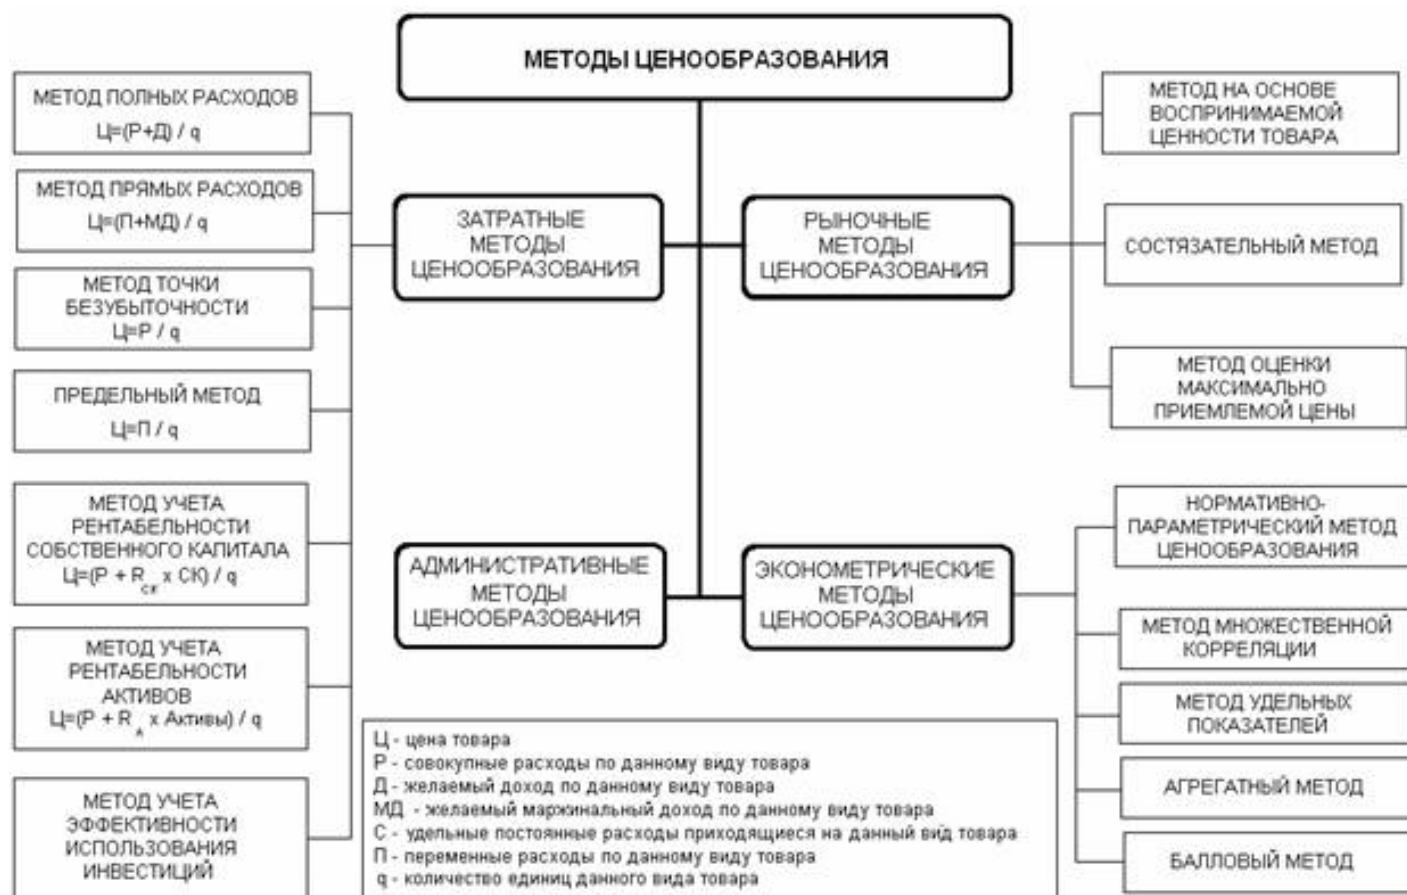 МЕТОДЫ ЦЕНООБРАЗОВАНИЯ
МЕТОД ПОЛНЫХ РАСХОДОВ
Ц=(Р+Д) / q
МЕТОД ПРЯМЫХ РАСХОДОВ
Ц=(П+МД) / q
МЕТОД ТОЧКИ
БЕЗУБЫТОЧНОСТИ
Ц=Р / q
ПРЕДЕЛЬНЫЙ МЕТОД
Ц=П / q
МЕТОД УЧЕТА
РЕНТАБЕЛЬНОСТИ
СОБСТВЕННОГО КАПИТАЛА
Ц=(Р + R ск х СК) / q
МЕТОД УЧЕТА
РЕНТАБЕЛЬНОСТИ
АКТИВОВ
Ц=(Р + R А х Активы) / q
МЕТОД УЧЕТА
ЭФФЕКТИВНОСТИ
ИСПОЛЬЗОВАНИЯ
ИНВЕСТИЦИЙ
ЗАТРАТНЫЕ
МЕТОДЫ
ЦЕНООБРАЗОВАНИЯ
РЫНОЧНЫЕ
МЕТОДЫ
ЦЕНООБРАЗОВАНИЯ
АДМИНИСТРАТИВНЫЕ
МЕТОДЫ
ЦЕНООБРАЗОВАНИЯ
ЭКОНОМЕТРИЧЕСКИЕ
МЕТОДЫ
ЦЕНООБРАЗОВАНИЯ
МЕТОД НА ОСНОВЕ
ВОСПРИНИМАЕМОЙ
ЦЕННОСТИ ТОВАРА
СОСТЯЗАТЕЛЬНЫЙ МЕТОД
МЕТОД ОЦЕНКИ
МАКСИМАЛЬНО
ПРИЕМЛЕМОЙ ЦЕНЫ
НОРМАТИВНО-
ПАРАМЕТРИЧЕСКИЙ МЕТОД
ЦЕНООБРАЗОВАНИЯ
МЕТОД МНОЖЕСТВЕННОЙ
КОРРЕЛЯЦИИ
МЕТОД УДЕЛЬНЫХ
ПОКАЗАТЕЛЕЙ
АГРЕГАТНЫЙ МЕТОД
БАЛЛОВЫЙ МЕТОД
Ц - цена товара
Р - совокупные расходы по данному виду товара
Д - желаемый доход по данному виду товара
МД - желаемый маржинальный доход по данному виду товара
С - удельные постоянные расходы приходящиеся на данный вид товара
П - переменные расходы по данному виду товара
q - количество единиц данного вида товара